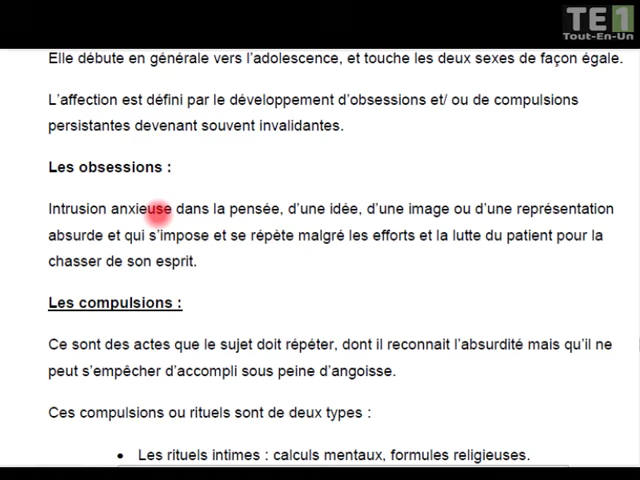 TE1
Tout-En-Un
Elle débute en générale vers l'adolescence, et touche les deux sexes de façon égale.
L'affection est défini par le développement d'obsessions et/ ou de compulsions
persistantes devenant souvent invalidantes.
Les obsessions :
Intrusion anxieuse dans la pensée, d'une idée, d'une image ou d'une représentation
absurde et qui s'impose et se répète malgré les efforts et la lutte du patient pour la
chasser de son esprit.
Les compulsions :
Ce sont des actes que le sujet doit répéter, dont il reconnait l'absurdité mais qu'il ne
peut s'empêcher d'accompli sous peine d'angoisse.
Ces compulsions ou rituels sont de deux types :
• Les rituels intimes : calculs mentaux, formules religieuses.